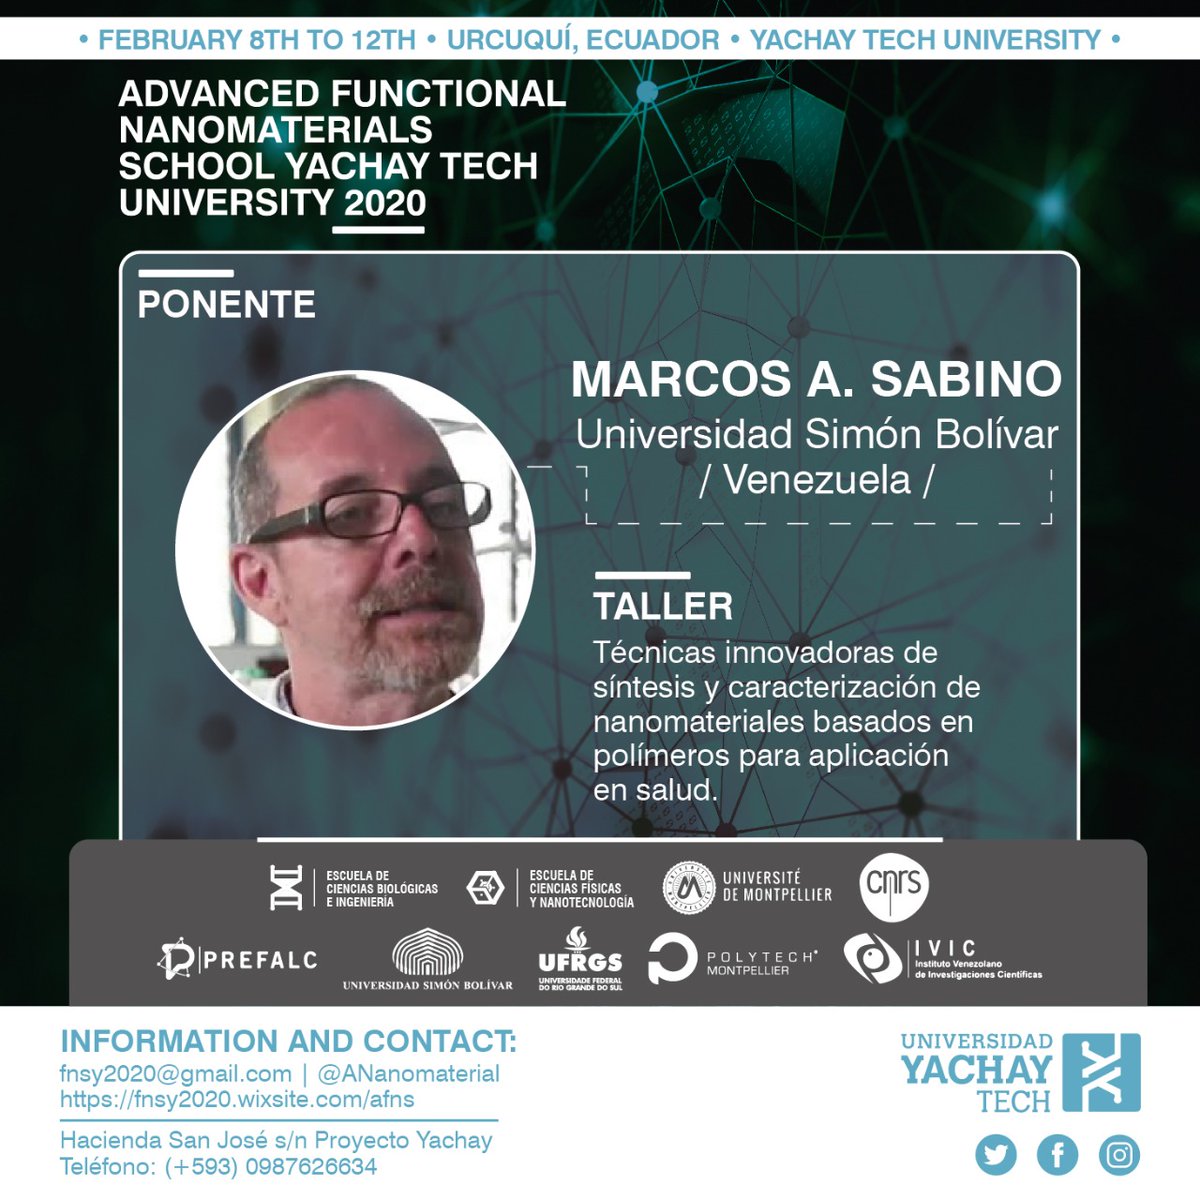 • FEBRUARY 8TH TO 12TH • URCUQUÍ, ECUADOR • YACHAY TECH UNIVERSITY •
ADVANCED FUNCTIONAL
NANOMATERIALS
SCHOOL YACHAY TECH
UNIVERSITY 2020
PONENTE
MARCOS A. SABINO
Universidad Simón Bolívar
/ Venezuela /
TALLER
Técnicas innovadoras de
síntesis y caracterización de
nanomateriales basados en
polímeros para aplicación
en salud.
ESCUELA DE
CIENCIAS BIOLÓGICAS
E INGENIERÍA
ESCUELA DE
CIENCIAS FÍSICAS
Y NANOTECNOLOGÍA
UNIVERSITÉ
DE MONTPELLIER
cnrs
PREFALC
UNIVERSIDAD SIMÓN BOLÍVAR
UFRGS
UNIVERSIDADE FEDERAL
DO RIO GRANDE DO SUL
POLYTECH
MONTPELLIER
IVIC
Instituto Venezolano
de Investigaciones Científicas
INFORMATION AND CONTACT:
fnsy2020@gmail.com | @ANanomaterial
https://fnsy2020.wixsite.com/afns
Hacienda San José s/n Proyecto Yachay
Teléfono: (+593) 0987626634
UNIVERSIDAD
YACHAY
TECH